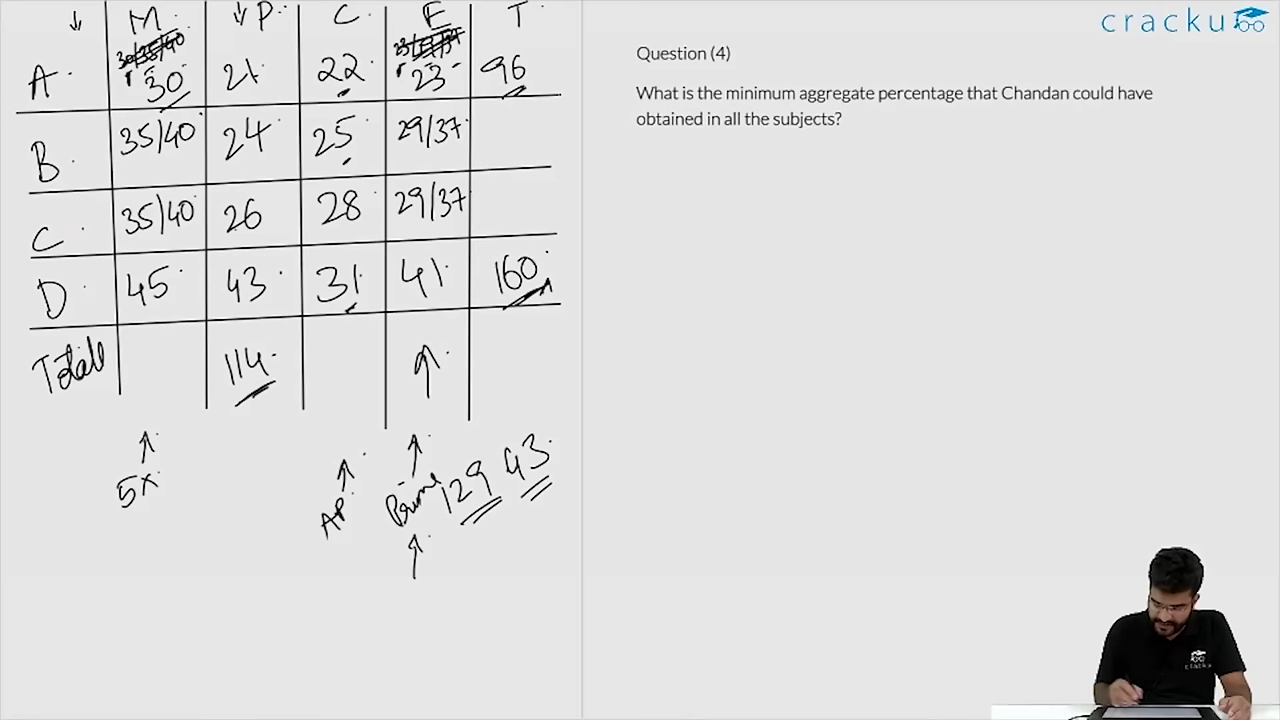 cracku
Question (4)
What is the minimum aggregate percentage that Chandan could have
obtained in all the subjects?
↓ M ↓ P. C. E T
A. 30 21 22 23 96
B. 35/40 24 25 29/37
C. 35/40 26 28 29/37
D. 45 43 31 41 160
Total 114
5x AP Prime 129 43
cracku